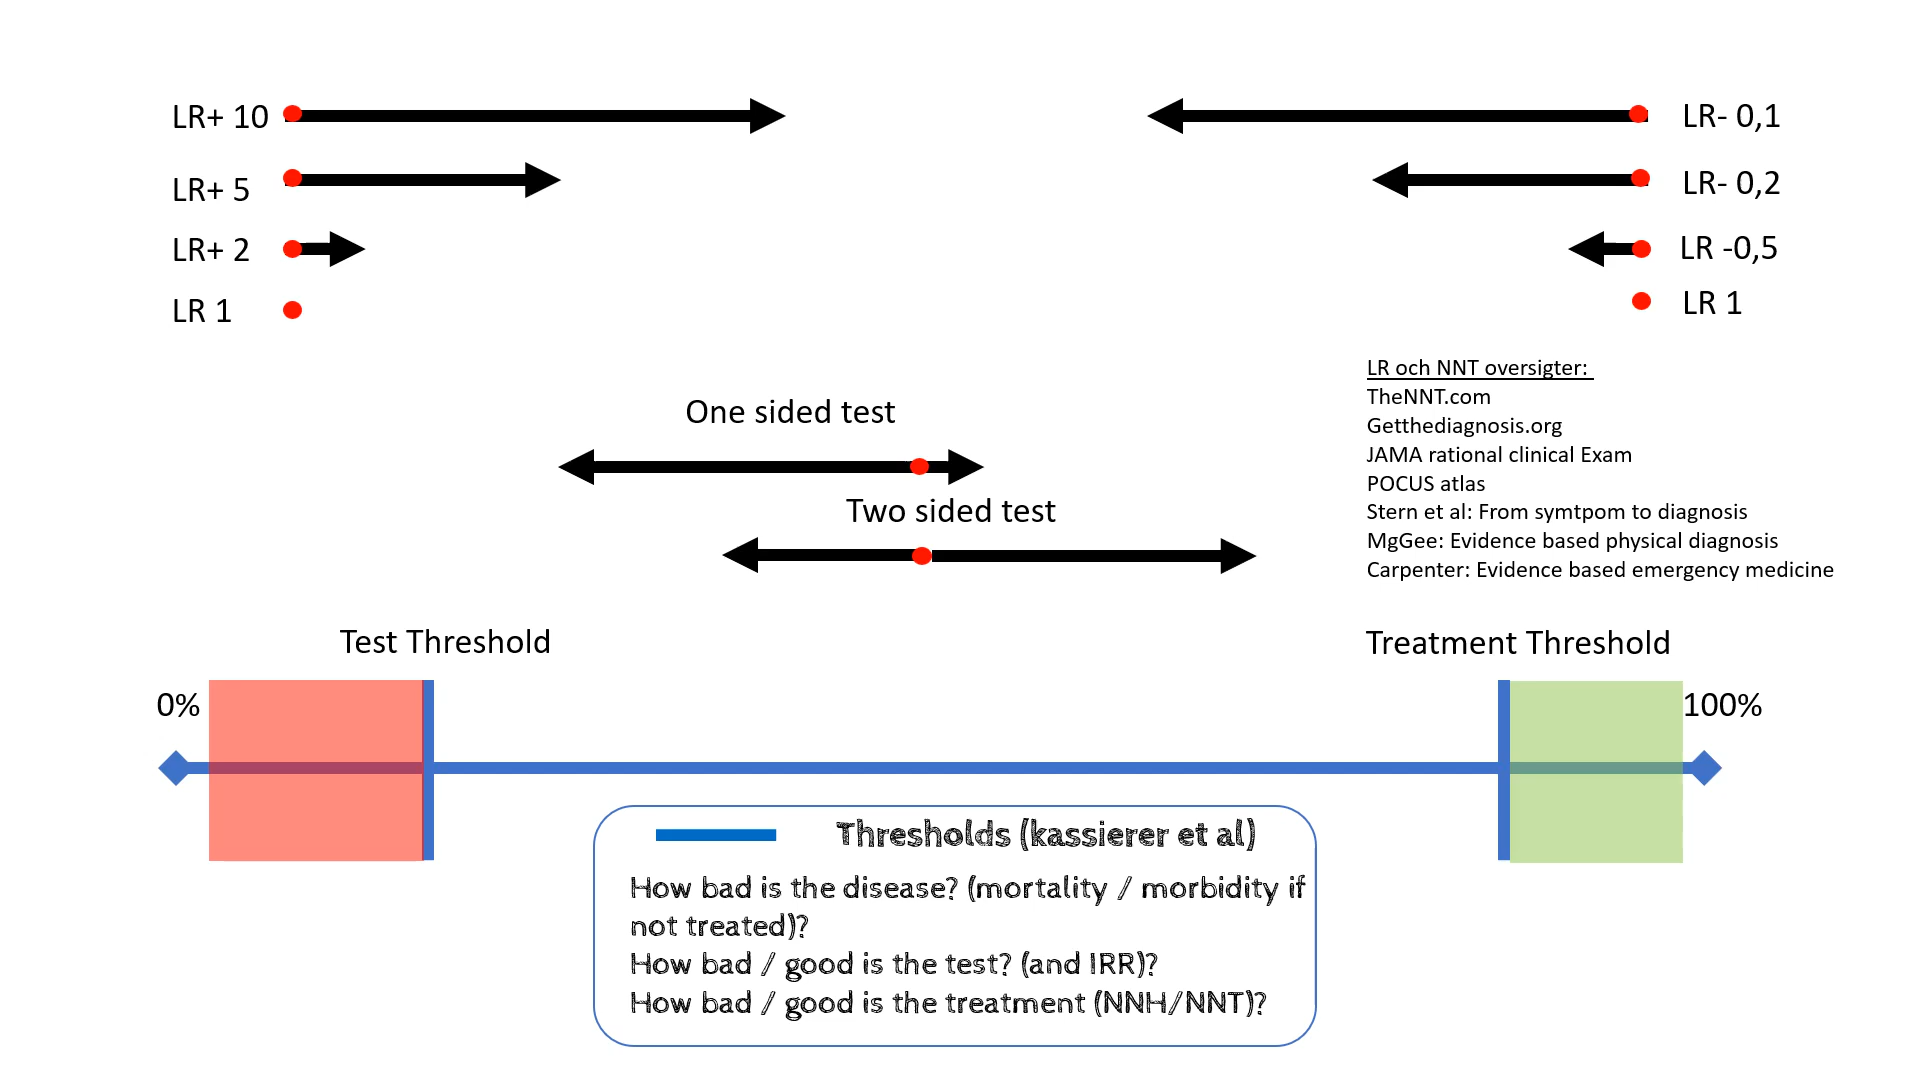 LR+ 10
LR- 0,1
LR+ 5
LR- 0,2
LR+ 2
LR -0,5
LR 1
LR 1
LR och NNT oversigter:
TheNNT.com
Getthediagnosis.org
JAMA rational clinical Exam
POCUS atlas
Stern et al: From symtpom to diagnosis
MgGee: Evidence based physical diagnosis
Carpenter: Evidence based emergency medicine
One sided test
Two sided test
Test Threshold
Treatment Threshold
0%
100%
Thresholds (kassierer et al)
How bad is the disease? (mortality / morbidity if
not treated)?
How bad / good is the test? (and IRR)?
How bad / good is the treatment (NNH/NNT)?